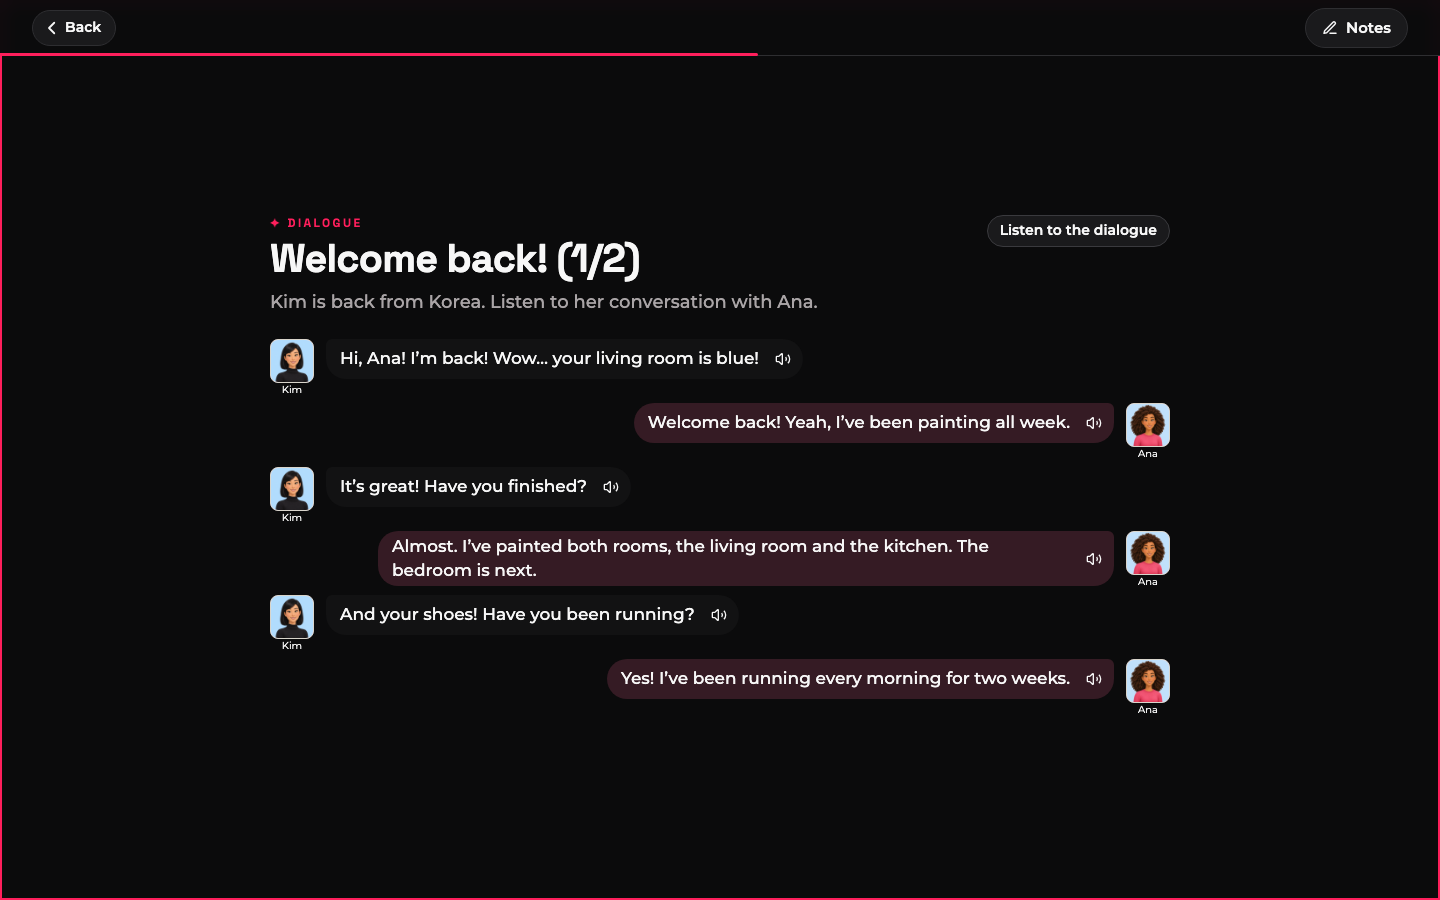 Back
Notes
DIALOGUE
Listen to the dialogue
Welcome back! (1/2)
Kim is back from Korea. Listen to her conversation with Ana.
Hi, Ana! I’m back! Wow... your living room is blue!
Kim
Welcome back! Yeah, I’ve been painting all week.
Ana
It’s great! Have you finished?
Kim
Almost. I’ve painted both rooms, the living room and the kitchen. The
bedroom is next.
Ana
And your shoes! Have you been running?
Kim
Yes! I’ve been running every morning for two weeks.
Ana